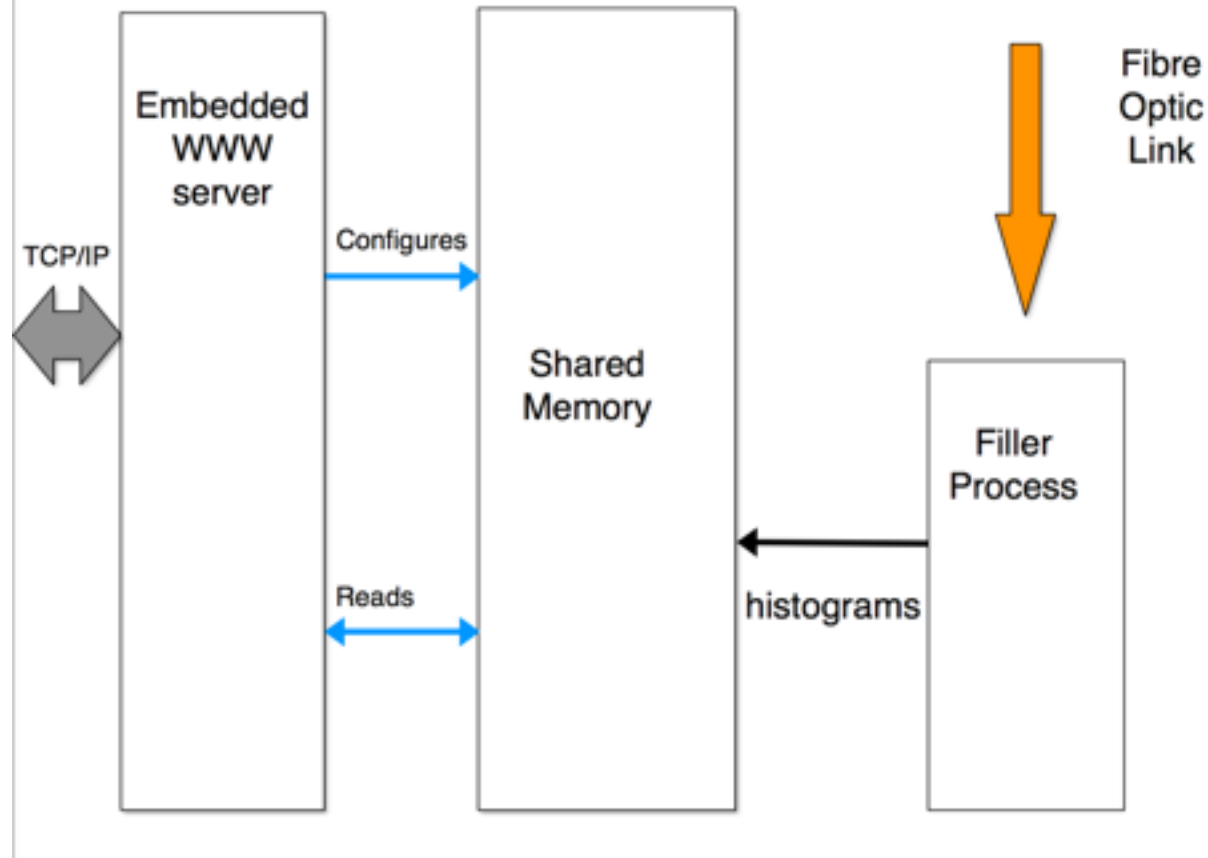 Embedded
WWW
server
TCP/IP
Configures
Reads
Shared
Memory
histograms
Fibre
Optic
Link
Filler
Process